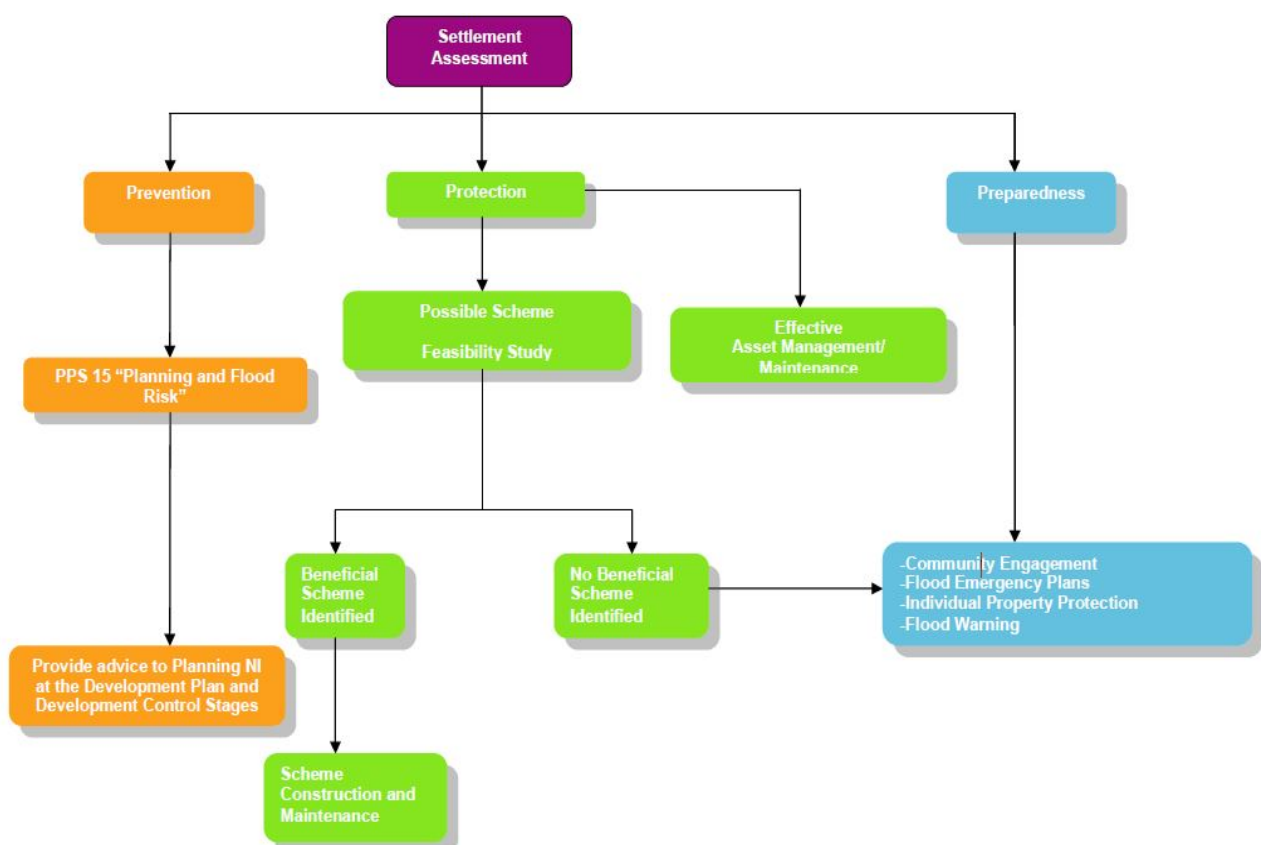 Settlement
Assessment
Prevention
Protection
Preparedness
Possible Scheme
Feasibility Study
Effective
Asset Management/
Maintenance
PPS 15 “Planning and Flood
Risk”
Beneficial
Scheme
Identified
No Beneficial
Scheme
Identified
-Community Engagement
-Flood Emergency Plans
-Individual Property Protection
-Flood Warning
Provide advice to Planning NI
at the Development Plan and
Development Control Stages
Scheme
Construction and
Maintenance